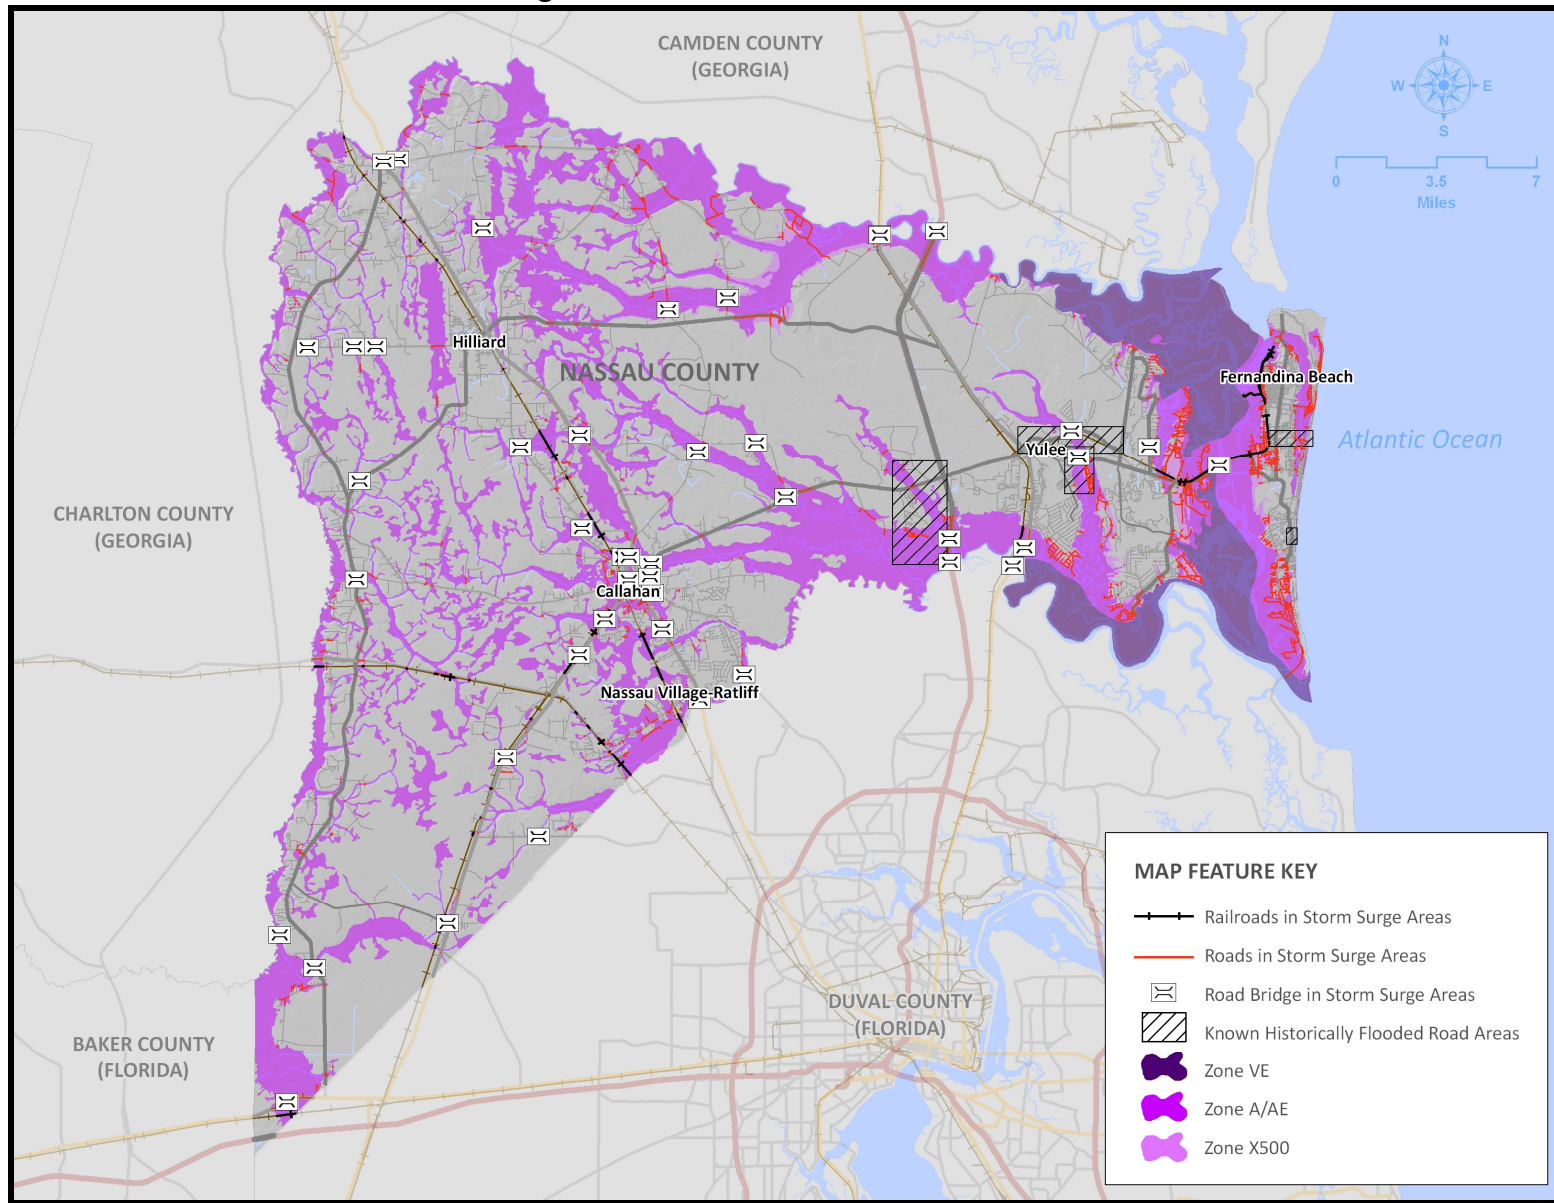 CAMDEN COUNTY
(GEORGIA)
N
W
E
S
0
3.5
7
Miles
Hilliard
NASSAU COUNTY
Fernandina Beach
Yulee
Atlantic Ocean
CHARLTON COUNTY
(GEORGIA)
Callahan
Nassau Village-Ratliff
DUVAL COUNTY
(FLORIDA)
BAKER COUNTY
(FLORIDA)
MAP FEATURE KEY
Railroads in Storm Surge Areas
Roads in Storm Surge Areas
Road Bridge in Storm Surge Areas
Known Historically Flooded Road Areas
Zone VE
Zone A/AE
Zone X500